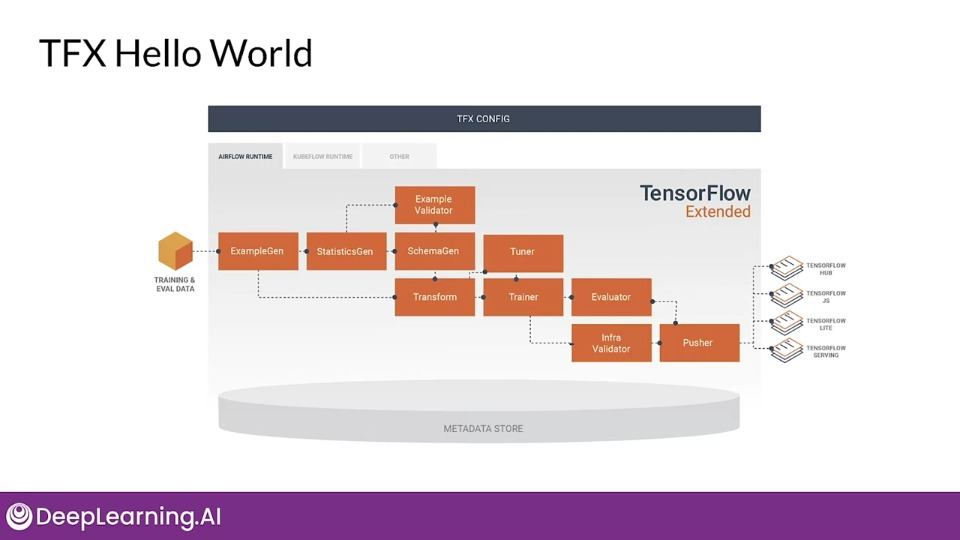 TFX Hello World
TFX CONFIG
AIRFLOW RUNTIME
KUBEFLOW RUNTIME
OTHER
TensorFlow
Extended
Example
Validator
ExampleGen
StatisticsGen
SchemaGen
Tuner
Transform
Trainer
Evaluator
Infra
Validator
Pusher
TRAINING &
EVAL DATA
TENSORFLOW
HUB
TENSORFLOW
JS
TENSORFLOW
LITE
TENSORFLOW
SERVING
METADATA STORE
DeepLearning.AI